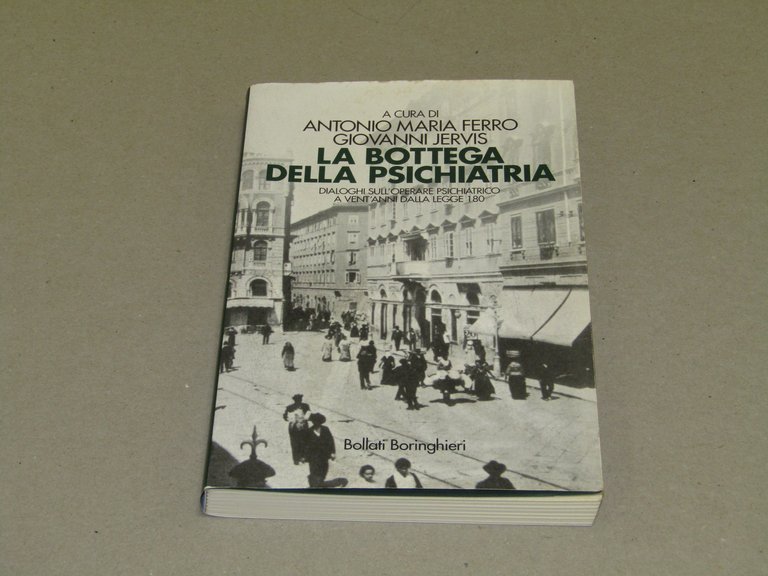 A CURA DI
ANTONIO MARIA FERRO
GIOVANNI JERVIS
LA BOTTEGA
DELLA PSICHIATRIA
DIALOGHI SULL'OPERARE PSICHIATRICO
A VENT'ANNI DALLA LEGGE 180
Bollati Boringhieri